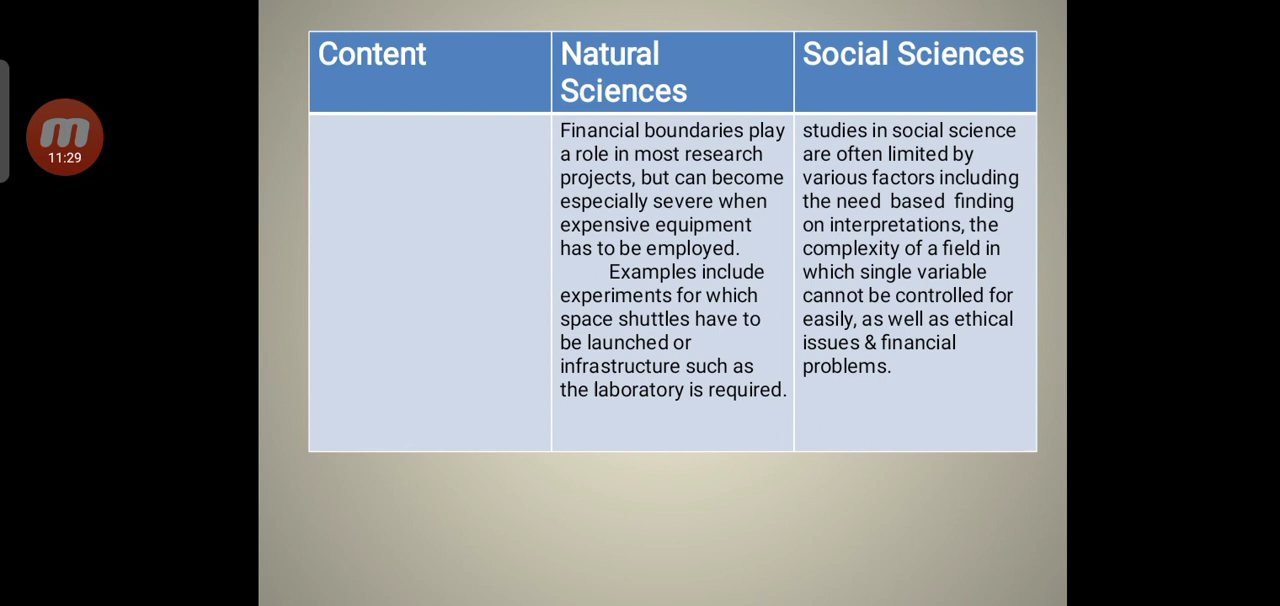 Content
Natural
Sciences
Social Sciences
Financial boundaries play
a role in most research
projects, but can become
especially severe when
expensive equipment
has to be employed.
Examples include
experiments for which
space shuttles have to
be launched or
infrastructure such as
the laboratory is required.
studies in social science
are often limited by
various factors including
the need based finding
on interpretations, the
complexity of a field in
which single variable
cannot be controlled for
easily, as well as ethical
issues & financial
problems.
m
11:29